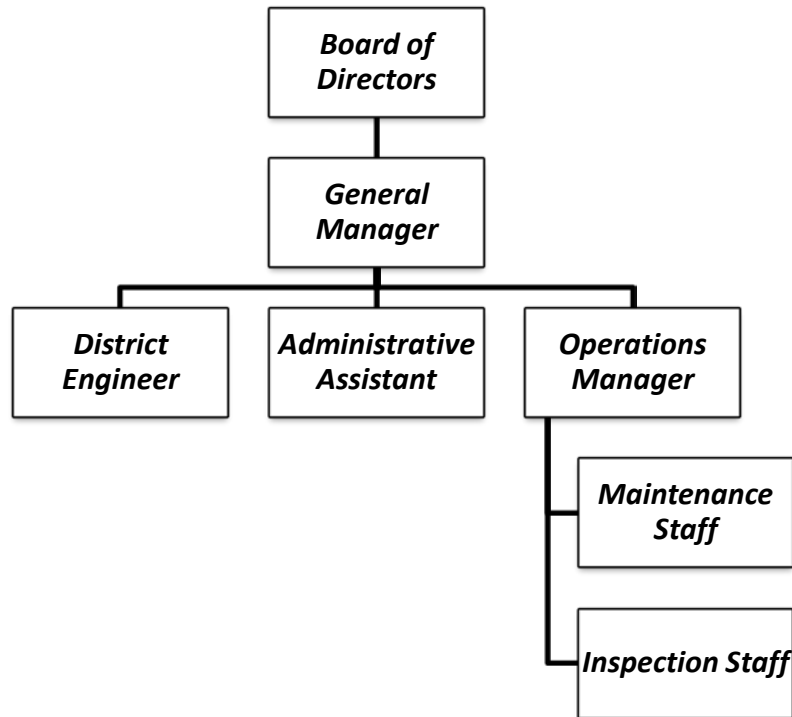 Board of
Directors
General
Manager
District
Engineer
Administrative
Assistant
Operations
Manager
Maintenance
Staff
Inspection Staff